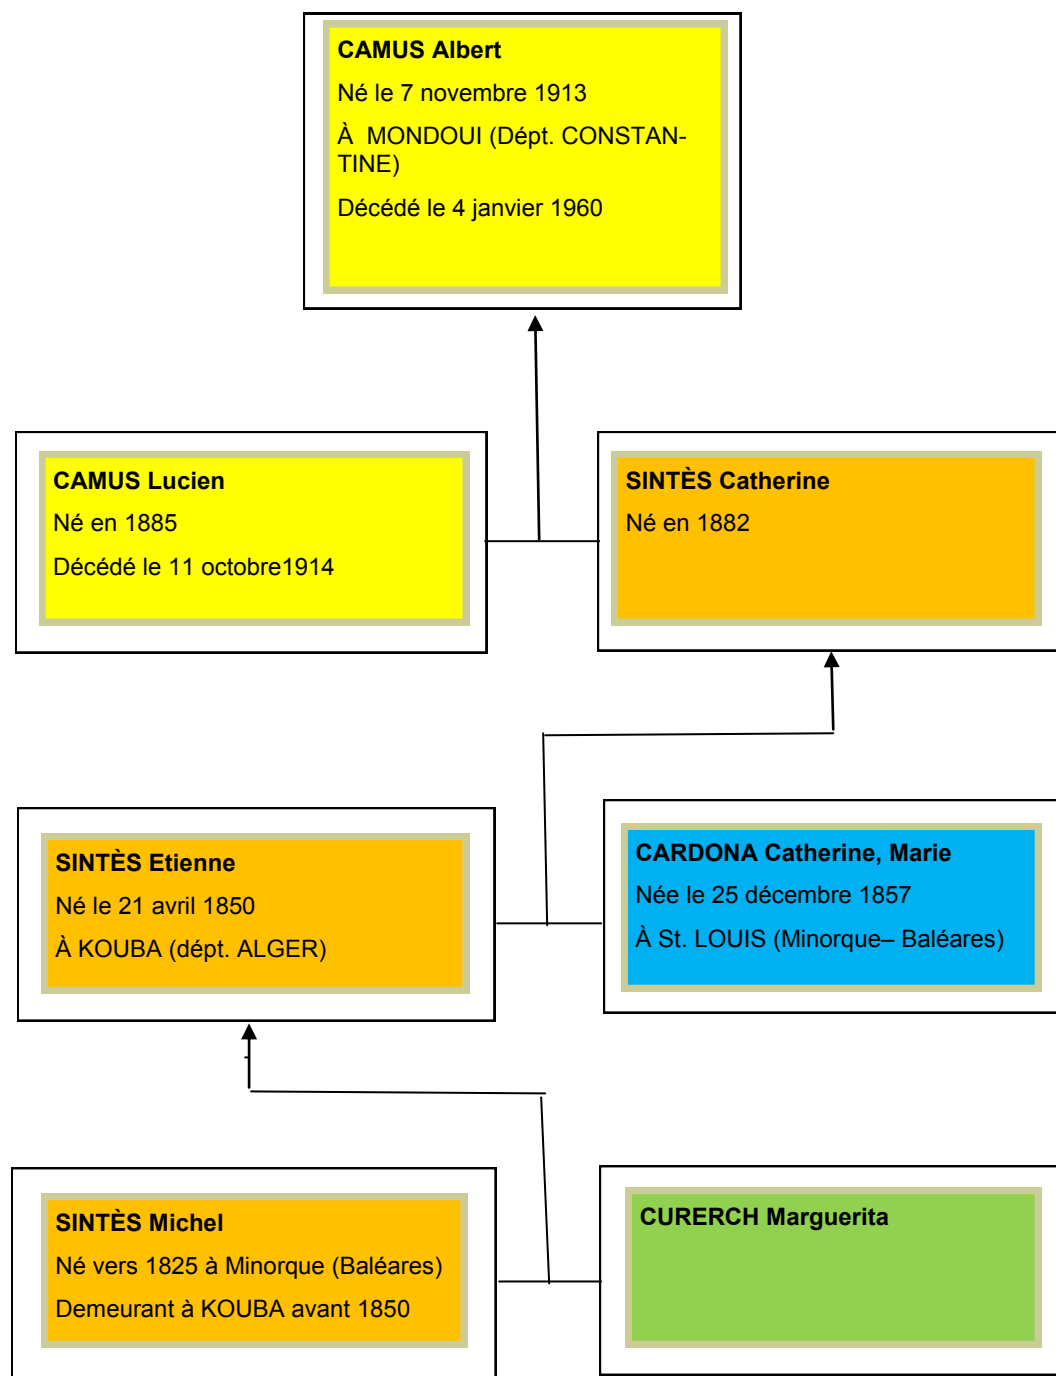 CAMUS Albert
Né le 7 novembre 1913
À MONDOUI (Dépt. CONSTAN-
TINE)
Décédé le 4 janvier 1960
CAMUS Lucien
Né en 1885
Décédé le 11 octobre1914
SINTÈS Catherine
Né en 1882
SINTÈS Etienne
Né le 21 avril 1850
À KOUBA (dépt. ALGER)
CARDONA Catherine, Marie
Née le 25 décembre 1857
À St. LOUIS (Minorque– Baléares)
SINTÈS Michel
Né vers 1825 à Minorque (Baléares)
Demeurant à KOUBA avant 1850
CURERCH Marguerita